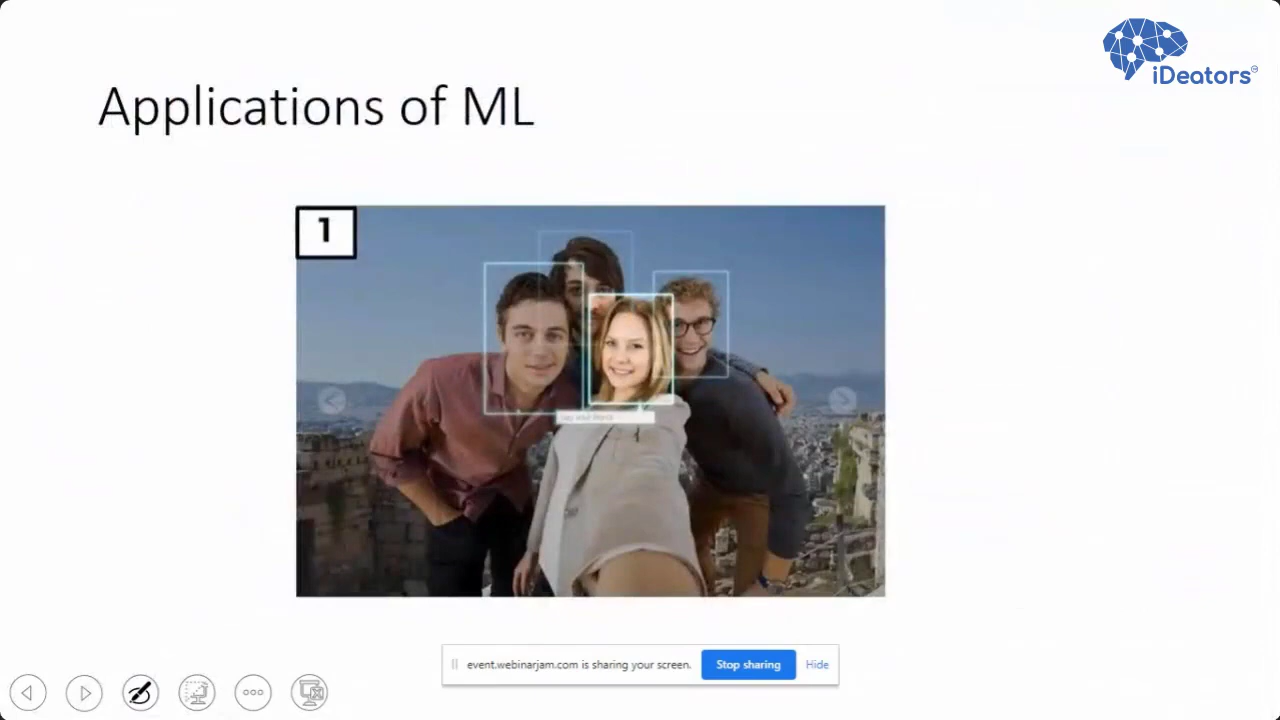 iDeators
Applications of ML
1
event.webinarjam.com is sharing your screen.
Stop sharing
Hide